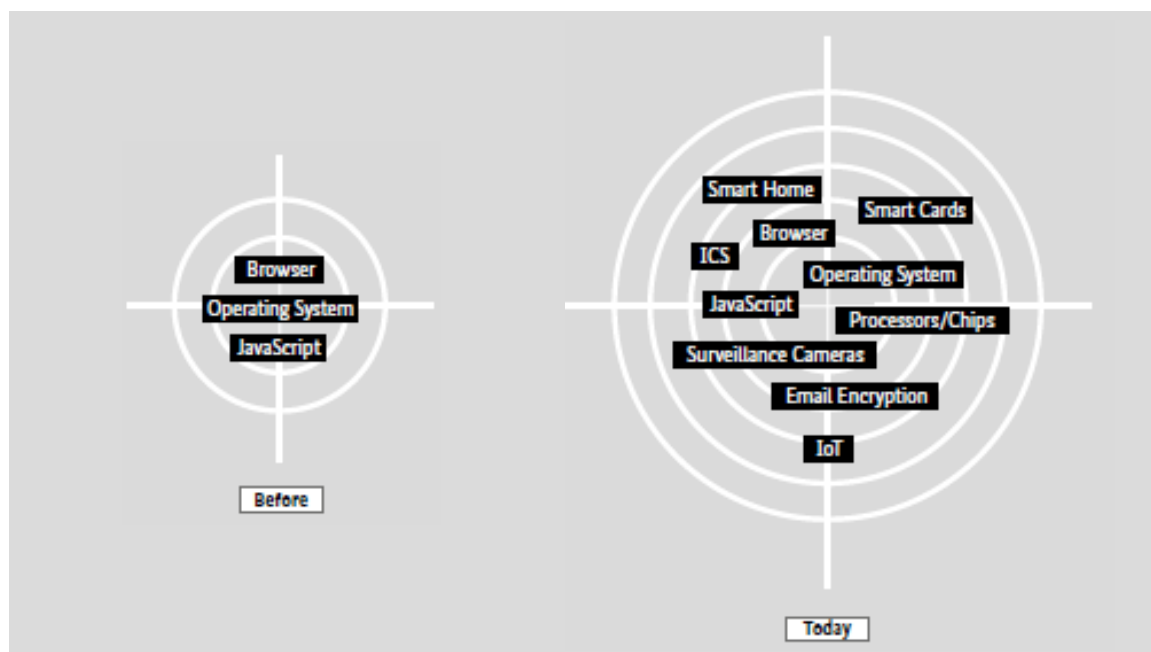 Browser
Operating System
JavaScript
Before
Smart Home
Smart Cards
Browser
ICS
Operating System
JavaScript
Processors/Chips
Surveillance Cameras
Email Encryption
IoT
Today